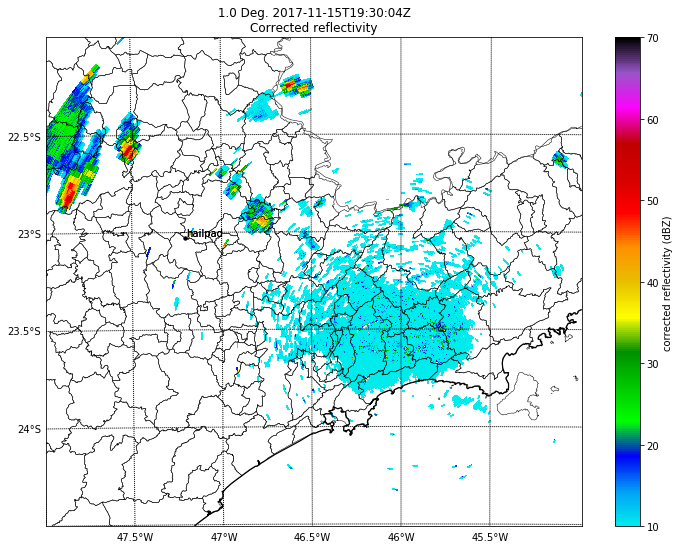 1.0 Deg. 2017-11-15T19:30:04Z
Corrected reflectivity
22.5°S
23°S
23.5°S
24°S
hailpad
47.5°W
47°W
46.5°W
46°W
45.5°W
70
60
50
40
30
20
10
corrected reflectivity (dBZ)